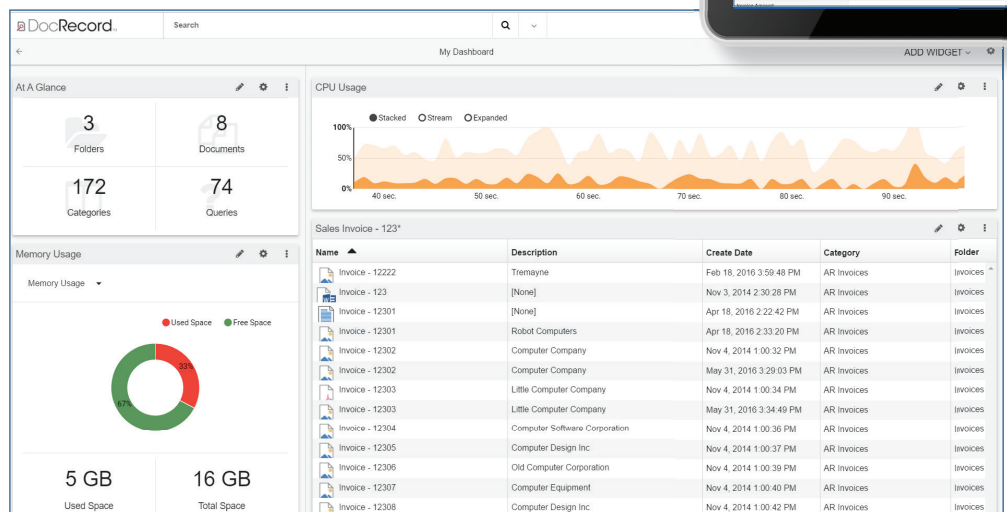 DocRecord
Search
My Dashboard
ADD WIDGET
At A Glance
3
Folders
8
Documents
172
Categories
74
Queries
CPU Usage
Stacked Stream Expanded
100%
50%
0%
40 sec. 50 sec. 60 sec. 70 sec. 80 sec. 90 sec.
Memory Usage
Memory Usage
Used Space Free Space
33%
67%
5 GB
Used Space
16 GB
Total Space
Sales Invoice - 123*
Name Description Create Date Category Folder
Invoice - 12222 Tremayne Feb 18, 2016 3:59:48 PM AR Invoices Invoices
Invoice - 123 [None] Nov 3, 2014 2:30:28 PM AR Invoices Invoices
Invoice - 12301 [None] Apr 18, 2016 2:22:42 PM AR Invoices Invoices
Invoice - 12301 Robot Computers Apr 18, 2016 2:33:20 PM AR Invoices Invoices
Invoice - 12302 Computer Company Nov 4, 2014 1:00:32 PM AR Invoices Invoices
Invoice - 12302 Computer Company May 31, 2016 3:29:03 PM AR Invoices Invoices
Invoice - 12303 Little Computer Company Nov 4, 2014 1:00:34 PM AR Invoices Invoices
Invoice - 12303 Little Computer Company May 31, 2016 3:34:49 PM AR Invoices Invoices
Invoice - 12304 Computer Software Corporation Nov 4, 2014 1:00:36 PM AR Invoices Invoices
Invoice - 12305 Computer Design Inc Nov 4, 2014 1:00:37 PM AR Invoices Invoices
Invoice - 12306 Old Computer Corporation Nov 4, 2014 1:00:39 PM AR Invoices Invoices
Invoice - 12307 Computer Equipment Nov 4, 2014 1:00:40 PM AR Invoices Invoices
Invoice - 12308 Computer Design Inc Nov 4, 2014 1:00:42 PM AR Invoices Invoices